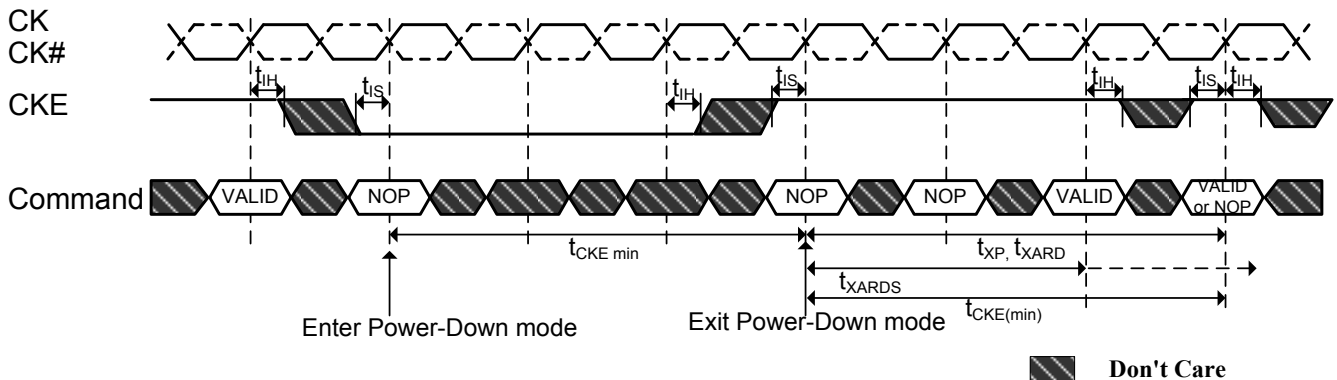 CK
CK#
tIH
tIS
tIH
tIS
tIH
tIS
tIH
CKE
Command
VALID
NOP
NOP
NOP
VALID
VALID
or NOP
tCKE min
tXP, tXARD
tXARDS
tCKE(min)
Enter Power-Down mode
Exit Power-Down mode
Don't Care